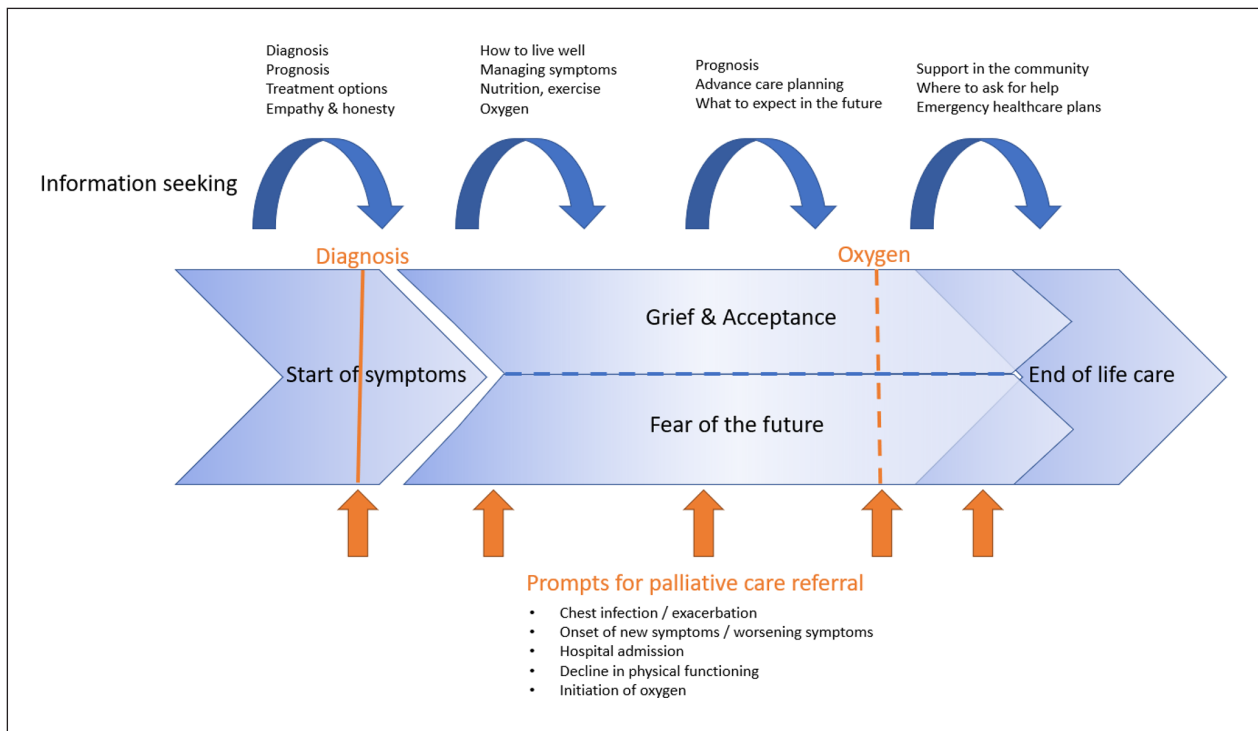 Diagnosis
Prognosis
Treatment options
Empathy & honesty
How to live well
Managing symptoms
Nutrition, exercise
Oxygen
Prognosis
Advance care planning
What to expect in the future
Support in the community
Where to ask for help
Emergency healthcare plans
Information seeking
Diagnosis
Oxygen
Start of symptoms
Grief & Acceptance
Fear of the future
End of life care
Prompts for palliative care referral
• Chest infection / exacerbation
• Onset of new symptoms / worsening symptoms
• Hospital admission
• Decline in physical functioning
• Initiation of oxygen